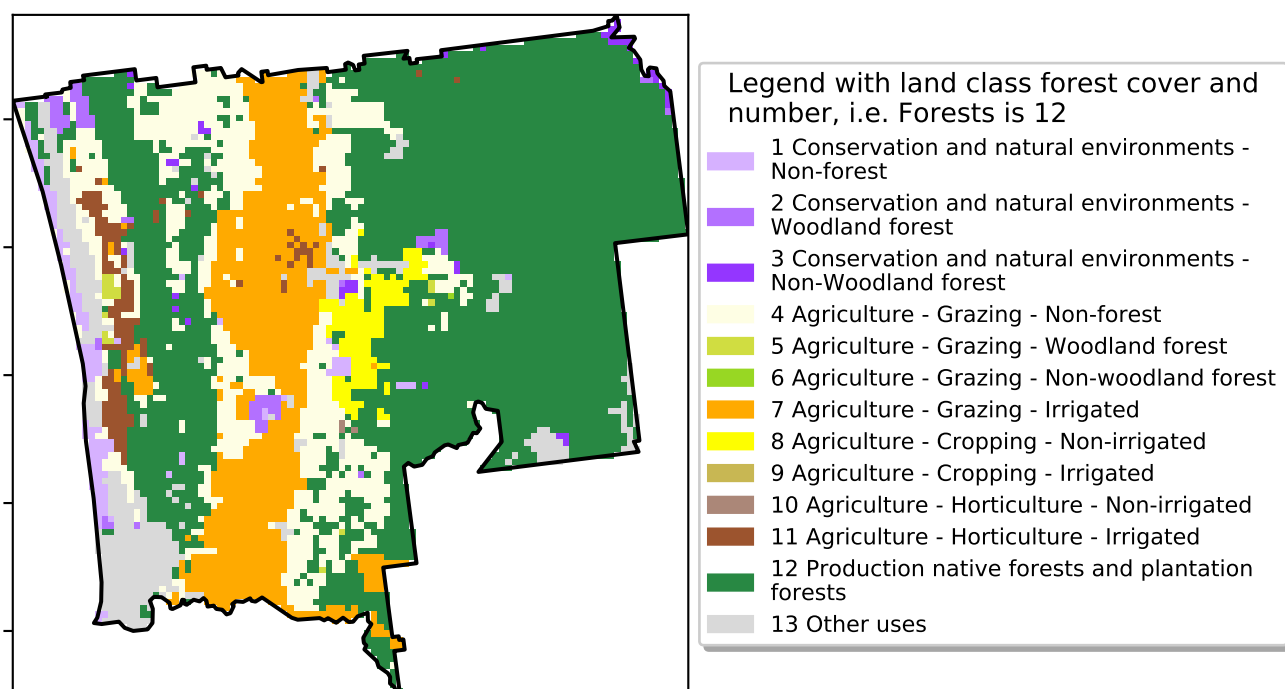 Legend with land class forest cover and
number, i.e. Forests is 12
1 Conservation and natural environments -
Non-forest
2 Conservation and natural environments -
Woodland forest
3 Conservation and natural environments -
Non-Woodland forest
4 Agriculture - Grazing - Non-forest
5 Agriculture - Grazing - Woodland forest
6 Agriculture - Grazing - Non-woodland forest
7 Agriculture - Grazing - Irrigated
8 Agriculture - Cropping - Non-irrigated
9 Agriculture - Cropping - Irrigated
10 Agriculture - Horticulture - Non-irrigated
11 Agriculture - Horticulture - Irrigated
12 Production native forests and plantation
forests
13 Other uses